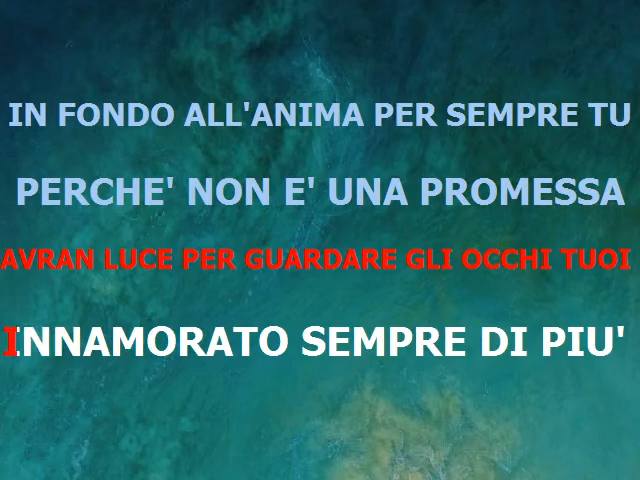 IN FONDO ALL'ANIMA PER SEMPRE TU
PERCHE' NON E' UNA PROMESSA
AVRAN LUCE PER GUARDARE GLI OCCHI TUOI
INNAMORATO SEMPRE DI PIU'